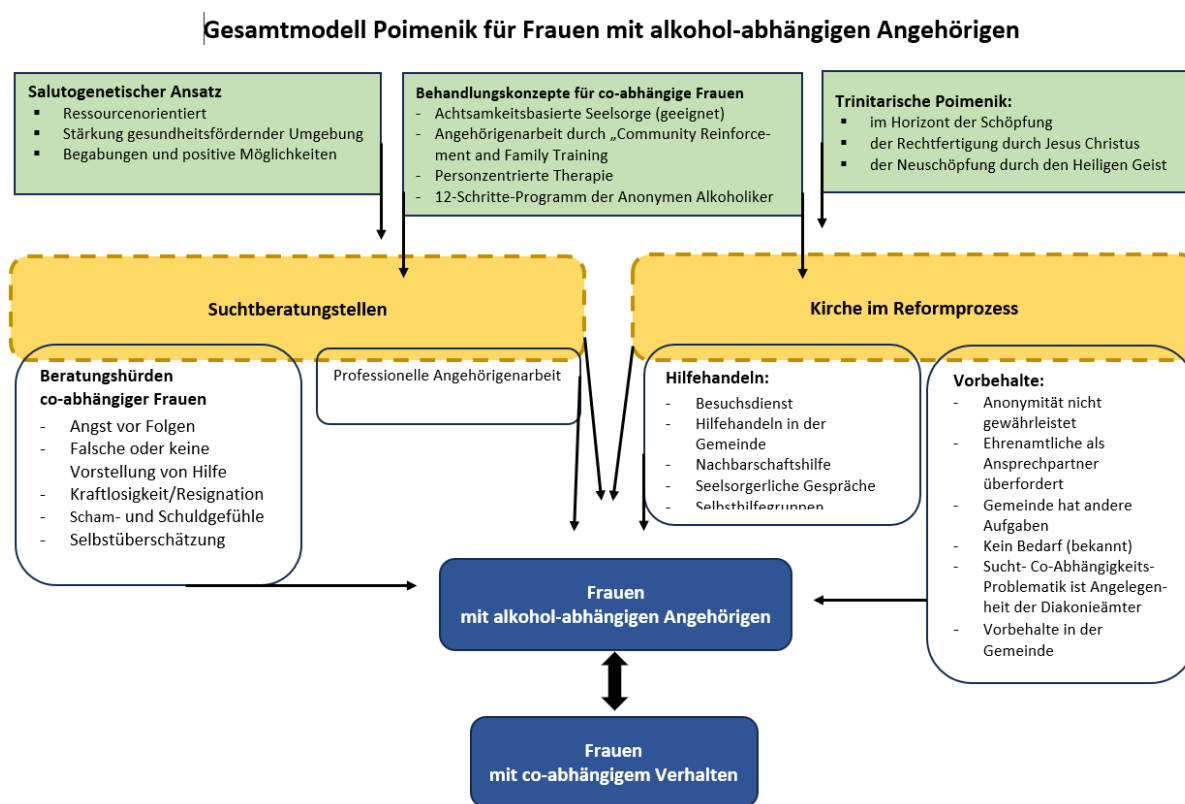 Gesamtmodell Poimenik für Frauen mit alkohol-abhängigen Angehörigen
Salutogenetischer Ansatz
▪ Ressourcenorientiert
▪ Stärkung gesundheitsfördernder Umgebung
▪ Begabungen und positive Möglichkeiten
Behandlungskonzepte für co-abhängige Frauen
- Achtsamkeitsbasierte Seelsorge (geeignet)
- Angehörigenarbeit durch „Community Reinforce-
ment and Family Training
- Personzentrierte Therapie
- 12-Schritte-Programm der Anonymen Alkoholiker
Trinitarische Poimenik:
▪ im Horizont der Schöpfung
▪ der Rechtfertigung durch Jesus Christus
▪ der Neuschöpfung durch den Heiligen Geist
Suchtberatungstellen
Kirche im Reformprozess
Beratungshürden
co-abhängiger Frauen
- Angst vor Folgen
- Falsche oder keine
Vorstellung von Hilfe
- Kraftlosigkeit/Resignation
- Scham- und Schuldgefühle
- Selbstüberschätzung
Professionelle Angehörigenarbeit
Hilfehandeln:
- Besuchsdienst
- Hilfehandeln in der
Gemeinde
- Nachbarschaftshilfe
- Seelsorgerliche Gespräche
- Selbsthilfegruppen
Vorbehalte:
- Anonymität nicht
gewährleistet
- Ehrenamtliche als
Ansprechpartner
überfordert
- Gemeinde hat andere
Aufgaben
- Kein Bedarf (bekannt)
- Sucht- Co-Abhängigkeits-
Problematik ist Angelegen-
heit der Diakonieämter
- Vorbehalte in der
Gemeinde
Frauen
mit alkohol-abhängigen Angehörigen
Frauen
mit co-abhängigem Verhalten